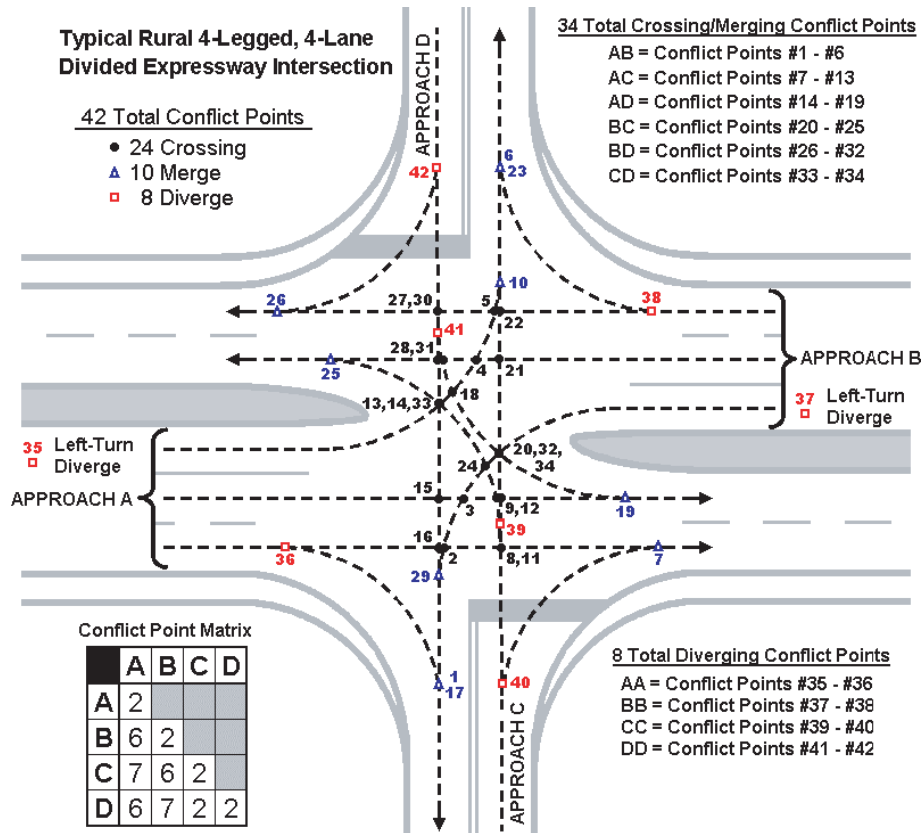 Typical Rural 4-Legged, 4-Lane
Divided Expressway Intersection
42 Total Conflict Points
24 Crossing
10 Merge
8 Diverge
34 Total Crossing/Merging Conflict Points
AB = Conflict Points #1 - #6
AC = Conflict Points #7 - #13
AD = Conflict Points #14 - #19
BC = Conflict Points #20 - #25
BD = Conflict Points #26 - #32
CD = Conflict Points #33 - #34
APPROACH D
42
6
23
10
26
27,30
5
22
38
41
28,31
4
21
25
APPROACH B
18
13,14,33
37
Left-Turn
Diverge
35
Left-Turn
Diverge
20,32,
34
24
APPROACH A
15
3
9,12
19
39
16
2
8,11
36
29
7
1
17
40
APPROACH C
Conflict Point Matrix
A B C D
A 2
B 6 2
C 7 6 2
D 6 7 2 2
8 Total Diverging Conflict Points
AA = Conflict Points #35 - #36
BB = Conflict Points #37 - #38
CC = Conflict Points #39 - #40
DD = Conflict Points #41 - #42